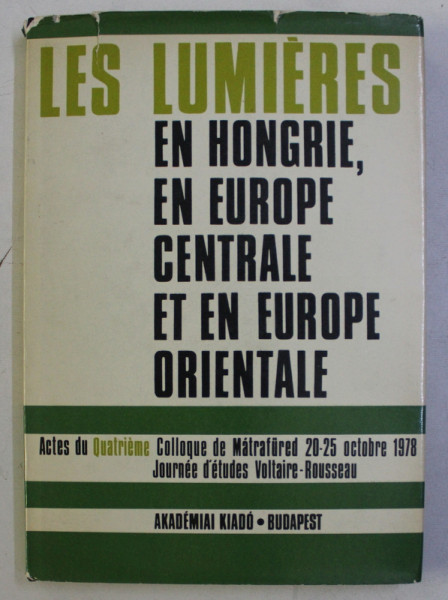 LES LUMIÈRES
EN HONGRIE,
EN EUROPE
CENTRALE
ET EN EUROPE
ORIENTALE
Actes du Quatrième Colloque de Mátrafüred 20-25 octobre 1978
Journée d'études Voltaire-Rousseau
AKADÉMIAI KIADÓ • BUDAPEST